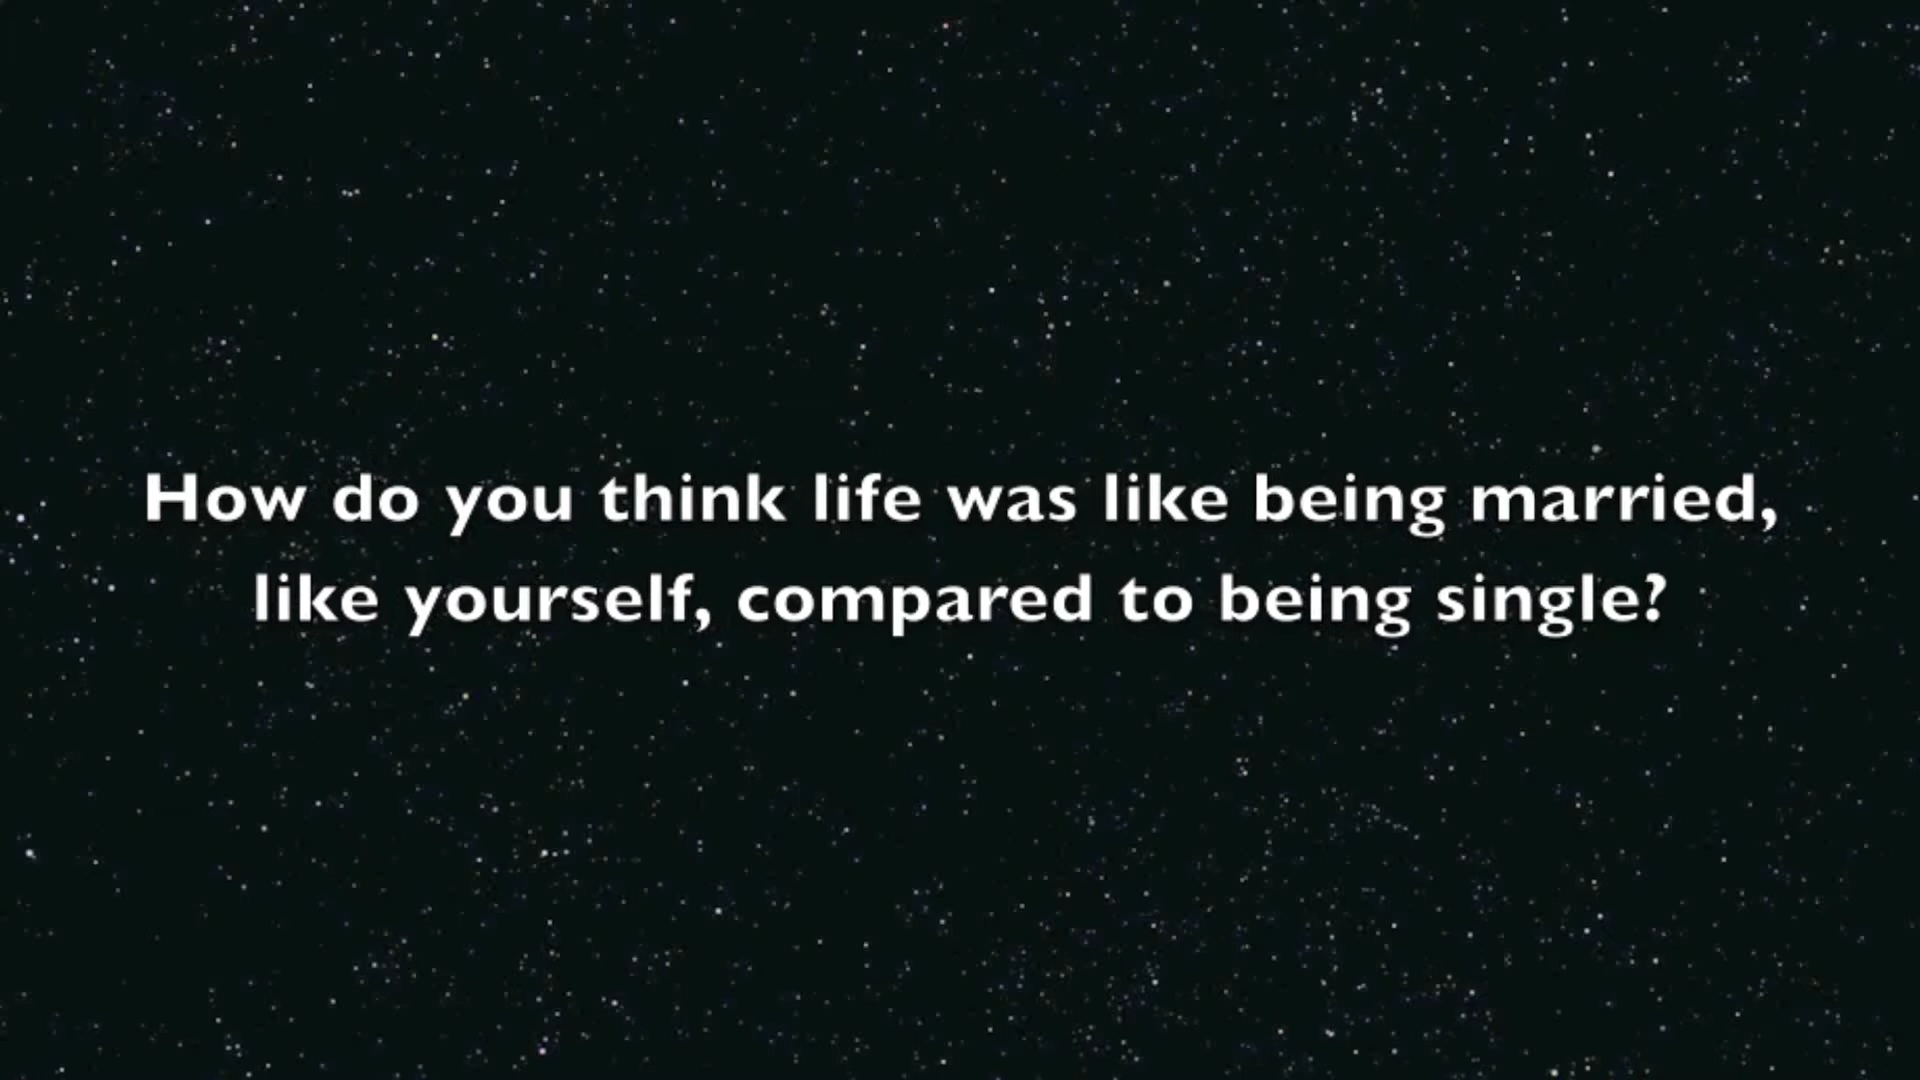 How do you think life was like being married,
like yourself, compared to being single?